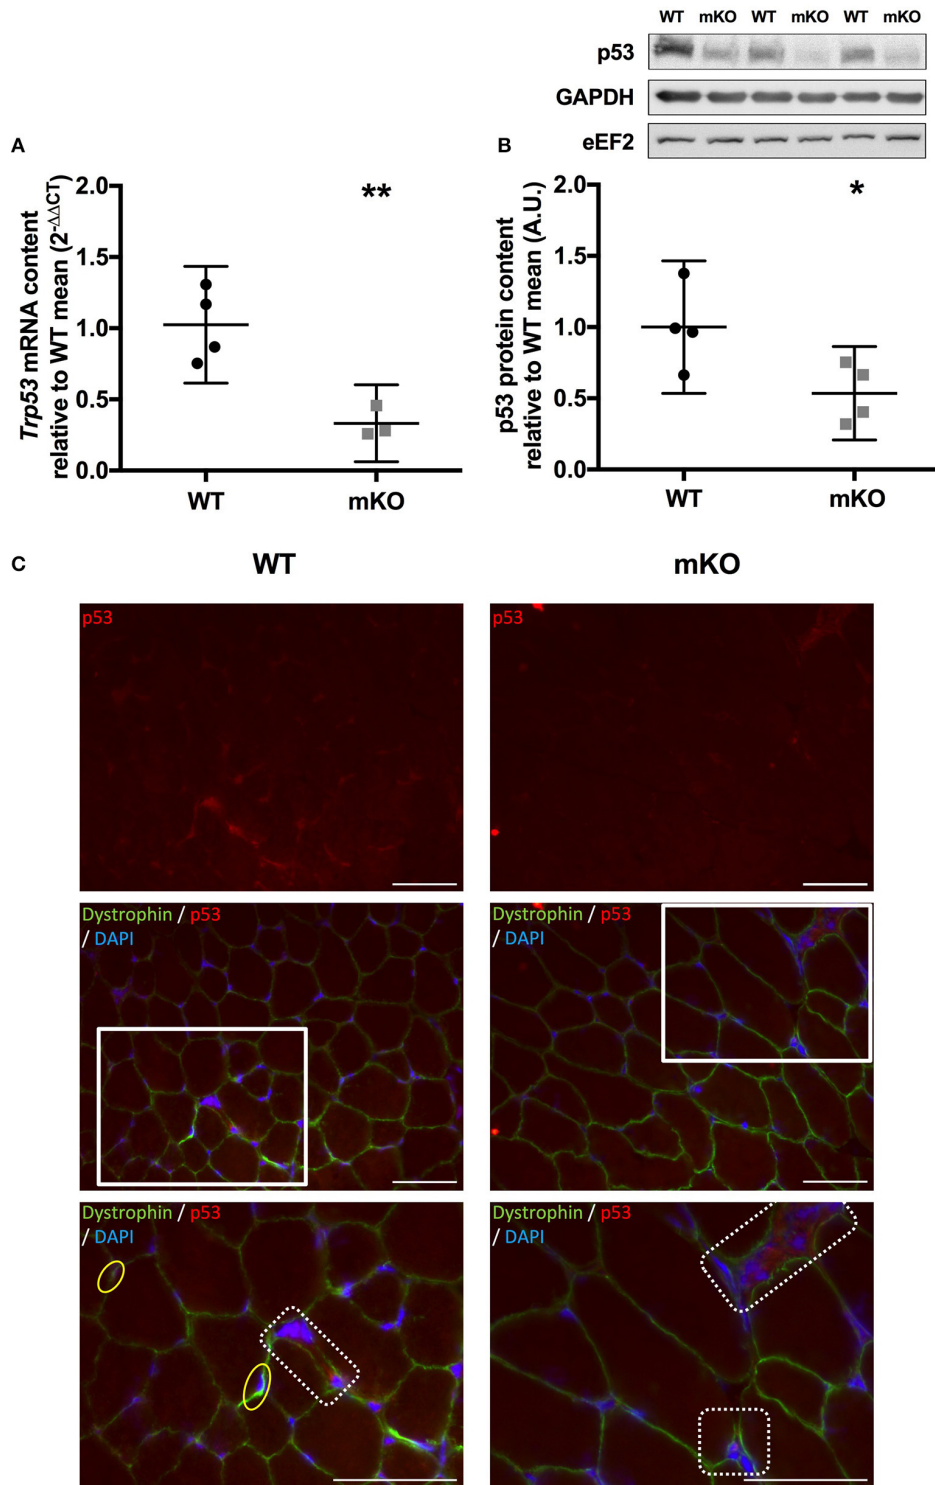 WT mKO WT mKO WT mKO
p53
GAPDH
eEF2
A
B
Trp53 mRNA content
relative to WT mean (2-ΔΔCT)
2.0
1.5
1.0
0.5
0.0
**
WT
mKO
p53 protein content
relative to WT mean (A.U.)
2.0
1.5
1.0
0.5
0.0
*
WT
mKO
C
WT
mKO
p53
p53
Dystrophin / p53
/ DAPI
Dystrophin / p53
/ DAPI
Dystrophin / p53
/ DAPI
Dystrophin / p53
/ DAPI